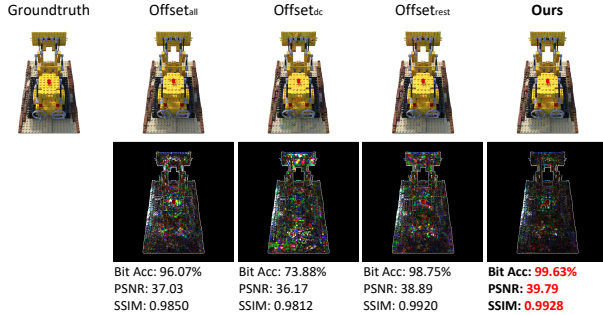 Groundtruth Offsetall Offsetdc Offsetrest Ours
Bit Acc: 96.07% Bit Acc: 73.88% Bit Acc: 98.75% Bit Acc: 99.63%
PSNR: 37.03 PSNR: 36.17 PSNR: 38.89 PSNR: 39.79
SSIM: 0.9850 SSIM: 0.9812 SSIM: 0.9920 SSIM: 0.9928